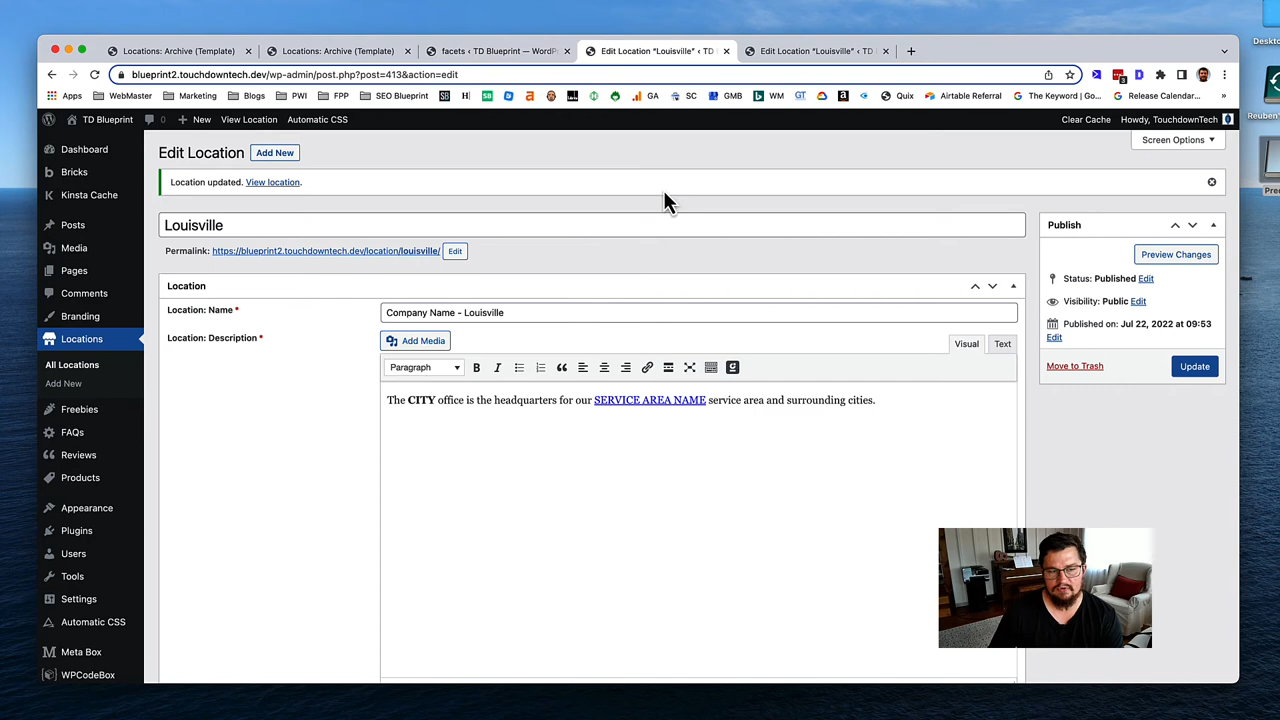 Locations: Archive (Template)
Locations: Archive (Template)
facets ‹ TD Blueprint — WordP
Edit Location “Louisville” ‹ TD
Edit Location “Louisville” ‹ TD
blueprint2.touchdowntech.dev/wp-admin/post.php?post=413&action=edit
Apps
WebMaster
Marketing
Blogs
PWI
FPP
SEO Blueprint
GA
SC
GMB
WM
Quix
Airtable Referral
The Keyword | Go...
Release Calendar...
»
TD Blueprint
0
New
View Location
Automatic CSS
Clear Cache
Howdy, TouchdownTech
Screen Options
Dashboard
Bricks
Kinsta Cache
Posts
Media
Pages
Comments
Branding
Locations
All Locations
Add New
Freebies
FAQs
Reviews
Products
Appearance
Plugins
Users
Tools
Settings
Automatic CSS
Meta Box
WPCodeBox
Edit Location
Add New
Location updated. View location.
Louisville
Permalink: https://blueprint2.touchdowntech.dev/location/louisville/ Edit
Location
Location: Name *
Company Name - Louisville
Location: Description *
Add Media
Visual
Text
Paragraph
The CITY office is the headquarters for our SERVICE AREA NAME service area and surrounding cities.
Publish
Preview Changes
Status: Published Edit
Visibility: Public Edit
Published on: Jul 22, 2022 at 09:53
Edit
Move to Trash
Update
Deskto
Reuben'